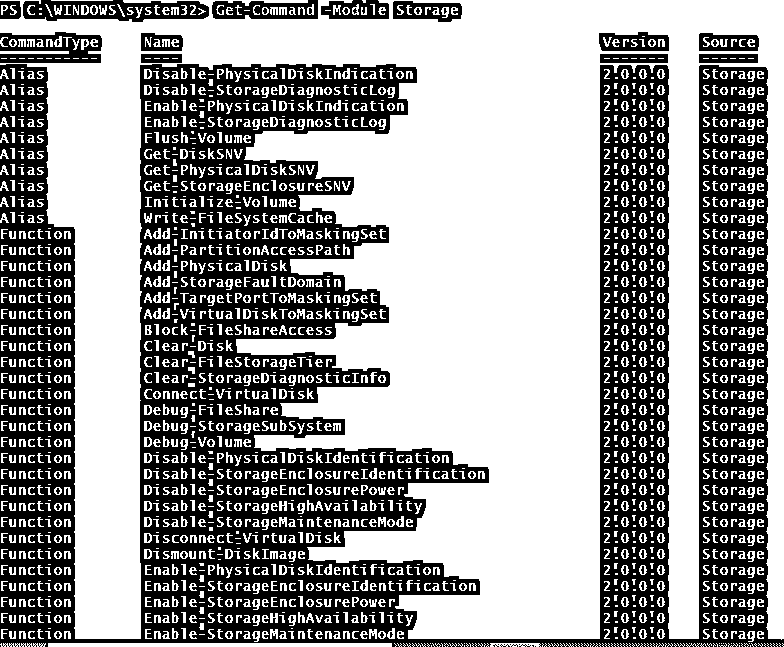 PS C:\WINDOWS\system32> Get-Command -Module Storage
CommandType Name Version Source
----------- ---- ------- ------
Alias Disable-PhysicalDiskIndication 2.0.0.0 Storage
Alias Disable-StorageDiagnosticLog 2.0.0.0 Storage
Alias Enable-PhysicalDiskIndication 2.0.0.0 Storage
Alias Enable-StorageDiagnosticLog 2.0.0.0 Storage
Alias Flush-Volume 2.0.0.0 Storage
Alias Get-DiskSNV 2.0.0.0 Storage
Alias Get-PhysicalDiskSNV 2.0.0.0 Storage
Alias Get-StorageEnclosureSNV 2.0.0.0 Storage
Alias Initialize-Volume 2.0.0.0 Storage
Alias Write-FileSystemCache 2.0.0.0 Storage
Function Add-InitiatorIdToMaskingSet 2.0.0.0 Storage
Function Add-PartitionAccessPath 2.0.0.0 Storage
Function Add-PhysicalDisk 2.0.0.0 Storage
Function Add-StorageFaultDomain 2.0.0.0 Storage
Function Add-TargetPortToMaskingSet 2.0.0.0 Storage
Function Add-VirtualDiskToMaskingSet 2.0.0.0 Storage
Function Block-FileShareAccess 2.0.0.0 Storage
Function Clear-Disk 2.0.0.0 Storage
Function Clear-FileStorageTier 2.0.0.0 Storage
Function Clear-StorageDiagnosticInfo 2.0.0.0 Storage
Function Connect-VirtualDisk 2.0.0.0 Storage
Function Debug-FileShare 2.0.0.0 Storage
Function Debug-StorageSubSystem 2.0.0.0 Storage
Function Debug-Volume 2.0.0.0 Storage
Function Disable-PhysicalDiskIdentification 2.0.0.0 Storage
Function Disable-StorageEnclosureIdentification 2.0.0.0 Storage
Function Disable-StorageEnclosurePower 2.0.0.0 Storage
Function Disable-StorageHighAvailability 2.0.0.0 Storage
Function Disable-StorageMaintenanceMode 2.0.0.0 Storage
Function Disconnect-VirtualDisk 2.0.0.0 Storage
Function Dismount-DiskImage 2.0.0.0 Storage
Function Enable-PhysicalDiskIdentification 2.0.0.0 Storage
Function Enable-StorageEnclosureIdentification 2.0.0.0 Storage
Function Enable-StorageEnclosurePower 2.0.0.0 Storage
Function Enable-StorageHighAvailability 2.0.0.0 Storage
Function Enable-StorageMaintenanceMode 2.0.0.0 Storage